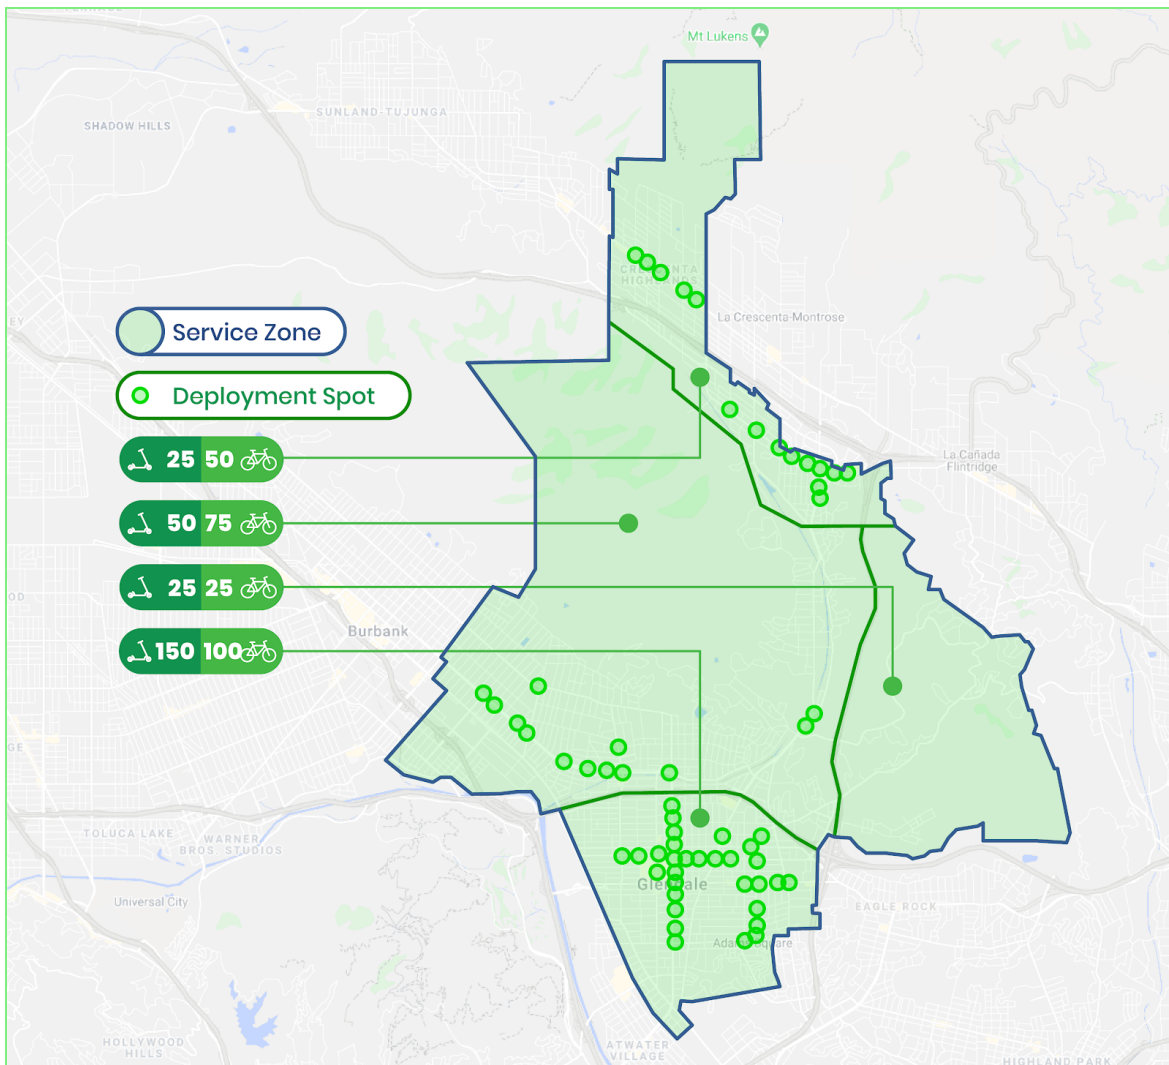 Mt Lukens
SUNLAND-TUJUNGA
SHADOW HILLS
CRESCENTA
HIGHLANDS
La Crescenta-Montrose
Service Zone
Deployment Spot
25 50
La Cañada
Flintridge
50 75
25 25
Burbank
150 100
TOLUCA LAKE
WARNER
BROS. STUDIOS
Glendale
Universal City
EAGLE ROCK
Adams Square
HOLLYWOOD
HILLS
ATWATER
VILLAGE
HIGHLAND PARK